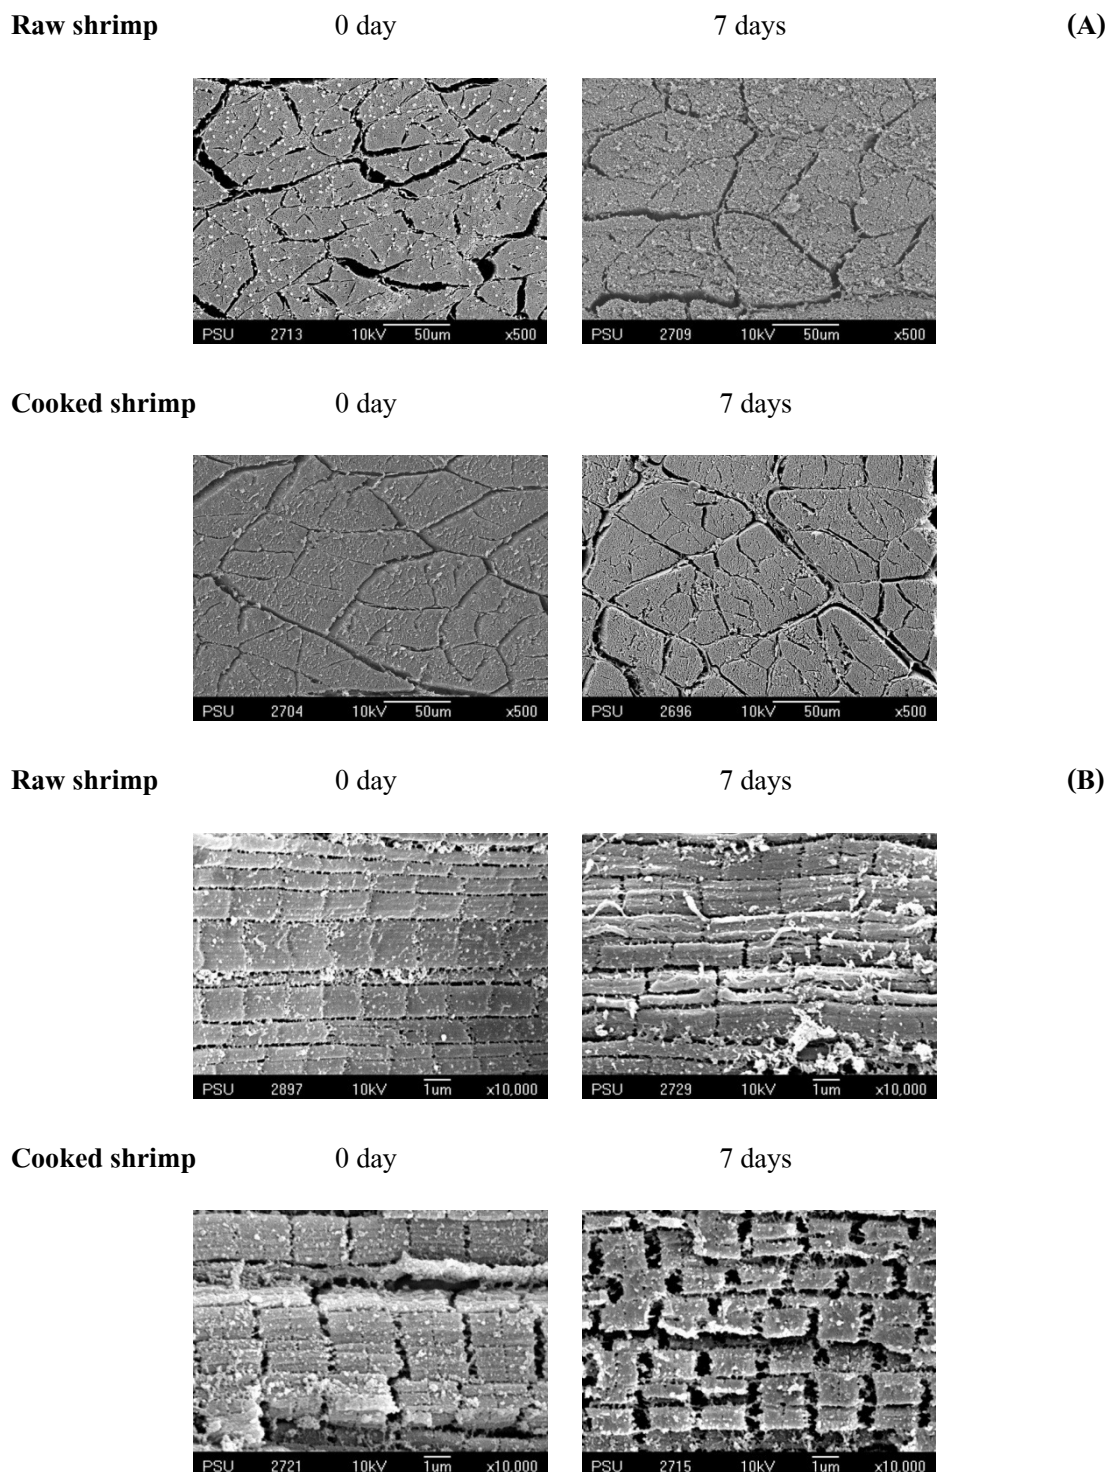 Raw shrimp 0 day 7 days (A)
PSU 2713 10kV 50um x500
PSU 2709 10kV 50um x500
Cooked shrimp 0 day 7 days
PSU 2704 10kV 50um x500
PSU 2696 10kV 50um x500
Raw shrimp 0 day 7 days (B)
PSU 2897 10kV 1um x10,000
PSU 2729 10kV 1um x10,000
Cooked shrimp 0 day 7 days
PSU 2721 10kV 1um x10,000
PSU 2715 10kV 1um x10,000